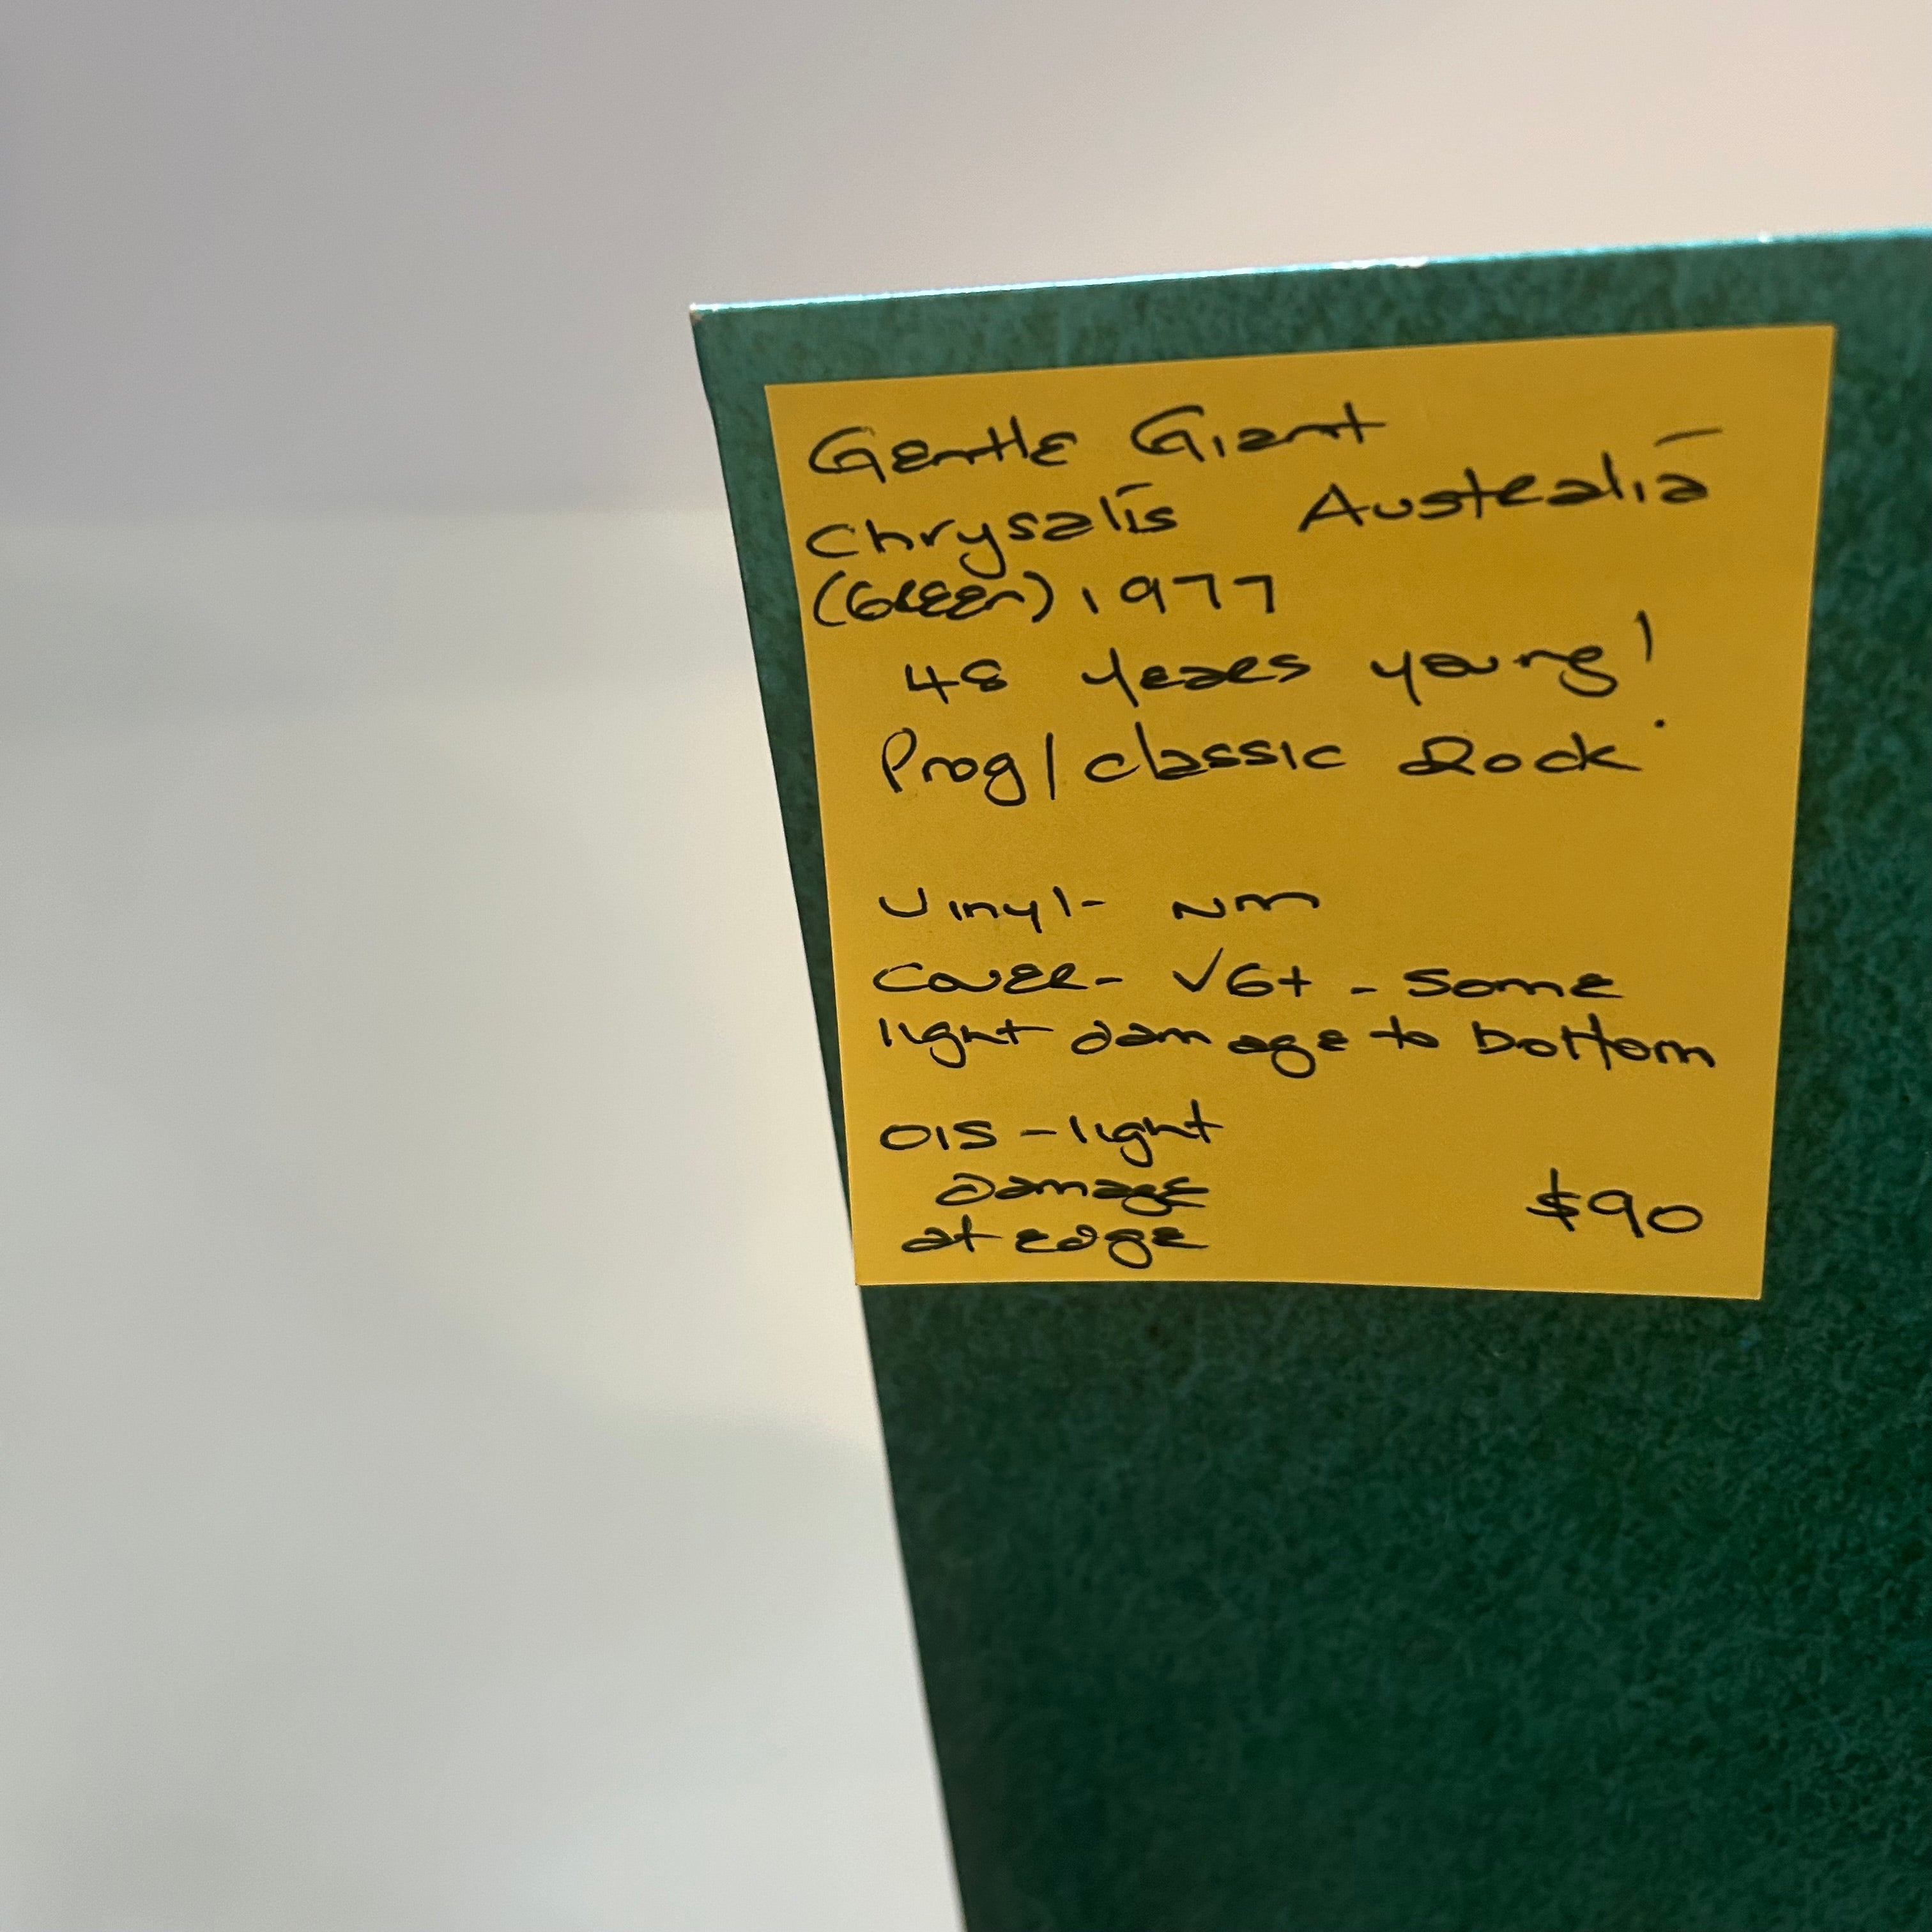 Gentle Giant
Chrysalis Australia
(Green) 1977
48 years young!
Prog/classic Rock
Vinyl- NM
Cover- VG+ - some
light damage to bottom
OIS - light
damage
at edge
$90